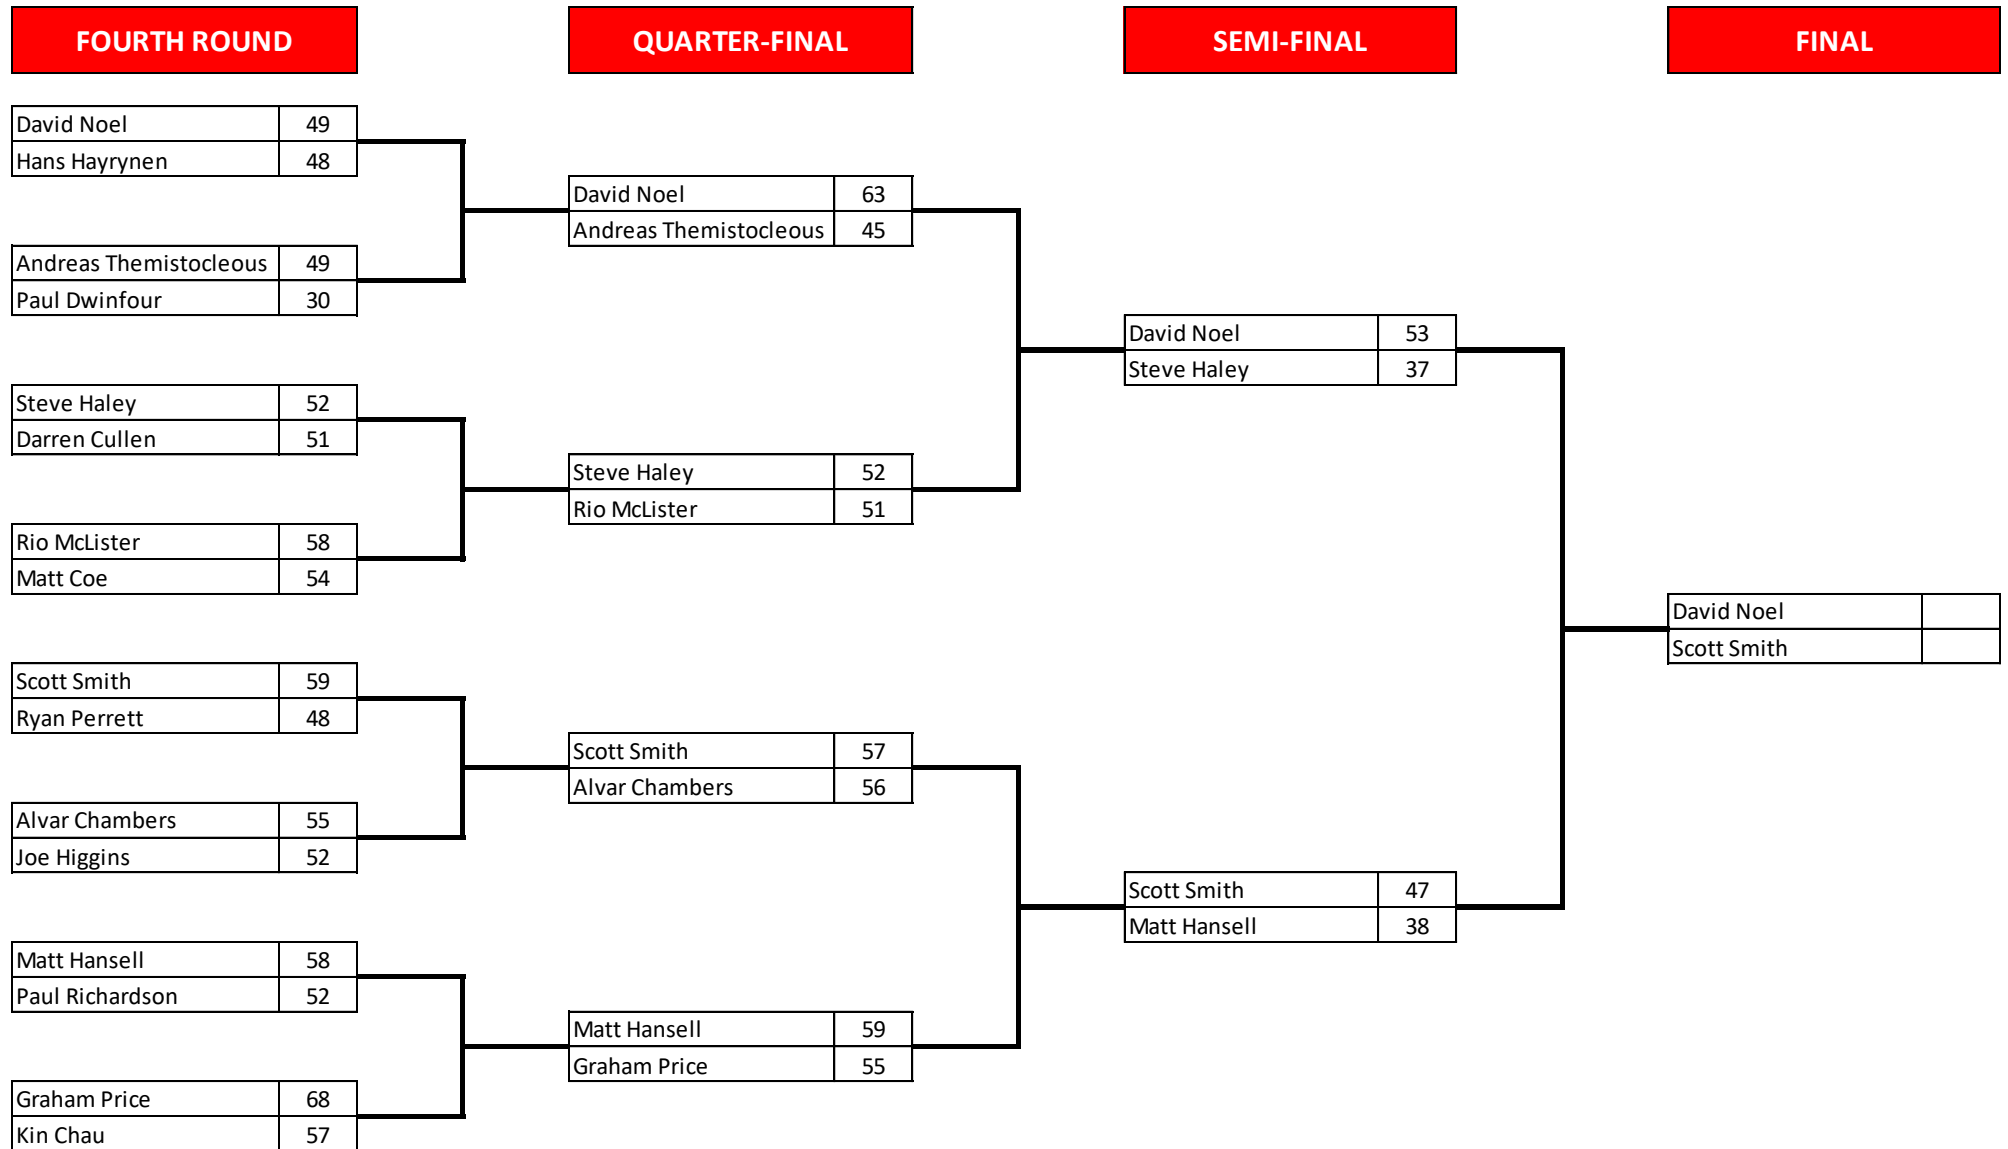 FOURTH ROUND
QUARTER-FINAL
SEMI-FINAL
FINAL
David Noel 49
Hans Hayrynen 48
Andreas Themistocleous 49
Paul Dwinfour 30
Steve Haley 52
Darren Cullen 51
Rio McLister 58
Matt Coe 54
Scott Smith 59
Ryan Perrett 48
Alvar Chambers 55
Joe Higgins 52
Matt Hansell 58
Paul Richardson 52
Graham Price 68
Kin Chau 57
David Noel 63
Andreas Themistocleous 45
Steve Haley 52
Rio McLister 51
Scott Smith 57
Alvar Chambers 56
Matt Hansell 59
Graham Price 55
David Noel 53
Steve Haley 37
Scott Smith 47
Matt Hansell 38
David Noel
Scott Smith